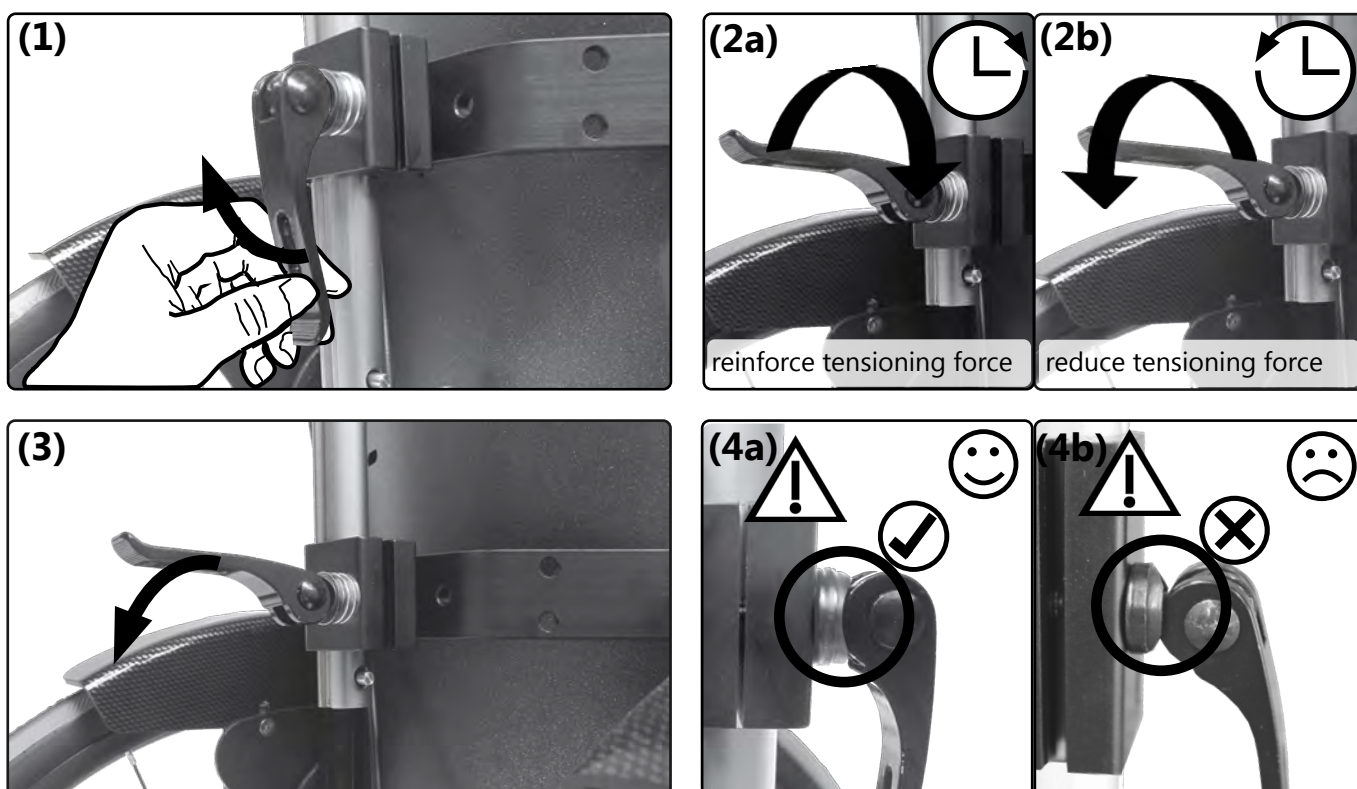 (1)
(2a)
(2b)
reinforce tensioning force
reduce tensioning force
(3)
(4a)
(4b)